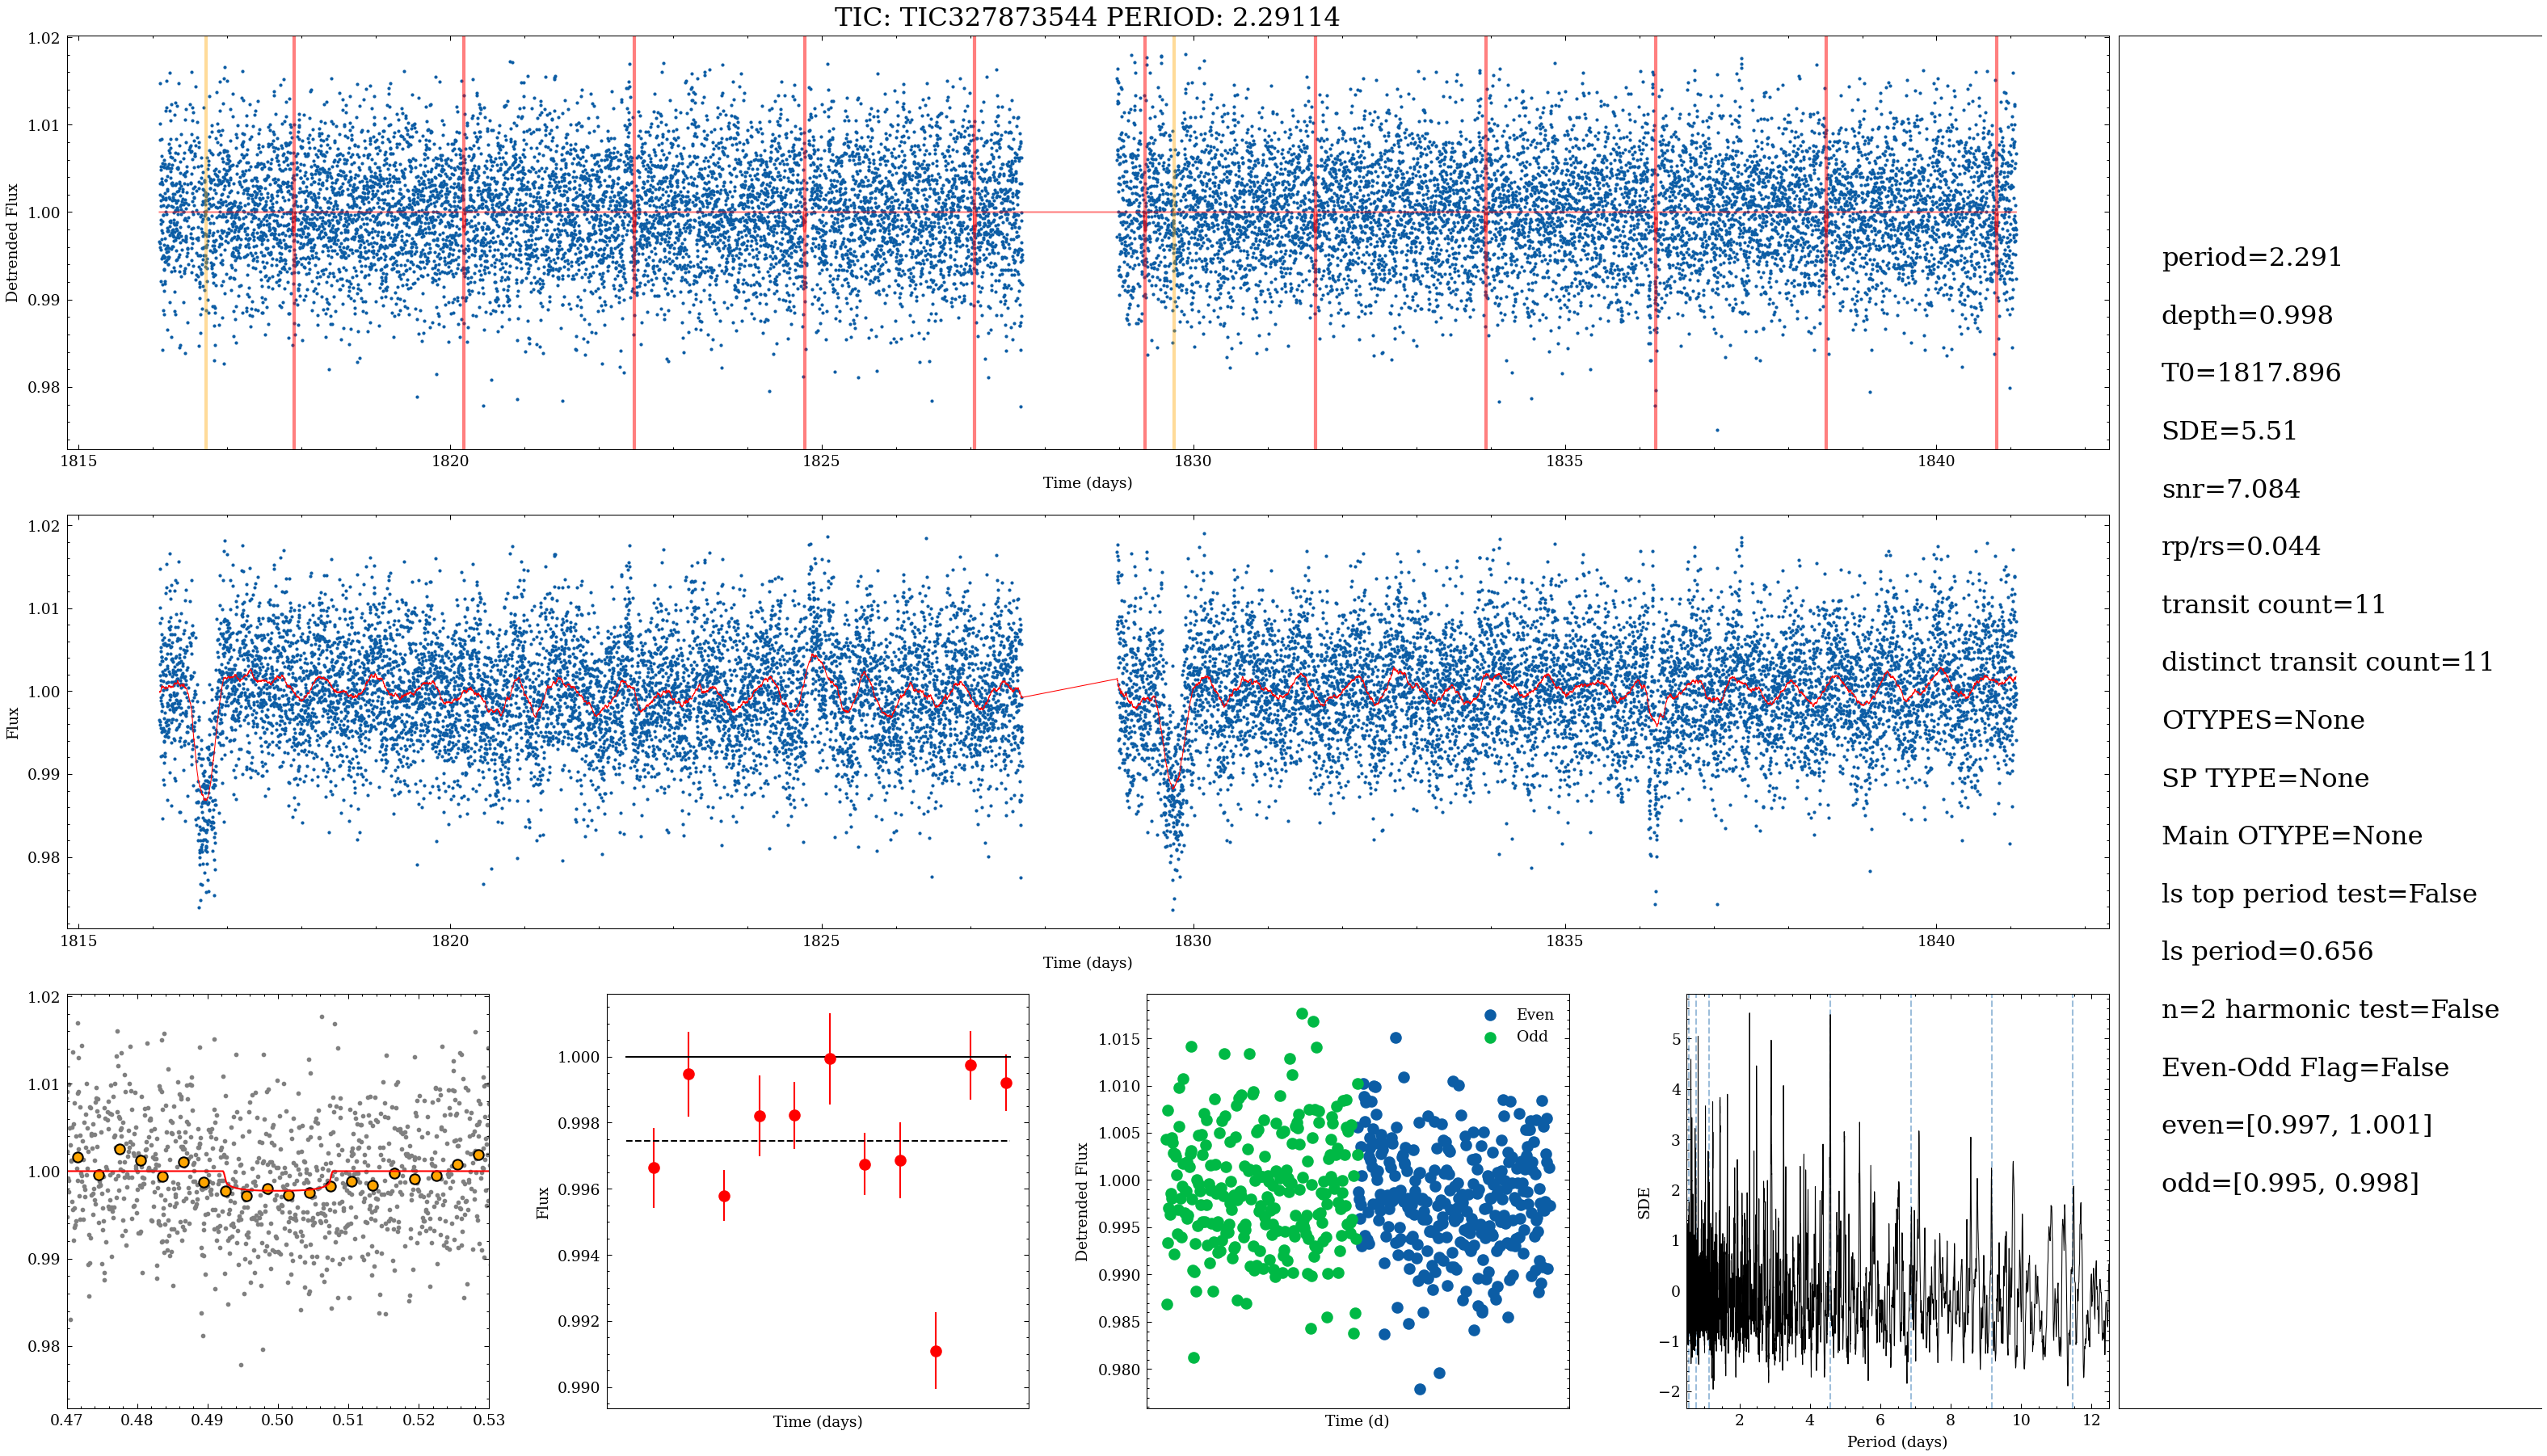 TIC: TIC327873544 PERIOD: 2.29114
1.02
1.01
1.00
0.99
0.98
Detrended Flux
1815 1820 1825 1830 1835 1840
Time (days)
1.02
1.01
1.00
0.99
0.98
Flux
1815 1820 1825 1830 1835 1840
Time (days)
1.02
1.01
1.00
0.99
0.98
0.47 0.48 0.49 0.50 0.51 0.52 0.53
1.000
0.998
0.996
0.994
0.992
0.990
Flux
Time (days)
Even
Odd
1.015
1.010
1.005
1.000
0.995
0.990
0.985
0.980
Detrended Flux
Time (d)
5
4
3
2
1
0
−1
−2
SDE
2 4 6 8 10 12
Period (days)
period=2.291
depth=0.998
T0=1817.896
SDE=5.51
snr=7.084
rp/rs=0.044
transit count=11
distinct transit count=11
OTYPES=None
SP TYPE=None
Main OTYPE=None
ls top period test=False
ls period=0.656
n=2 harmonic test=False
Even-Odd Flag=False
even=[0.997, 1.001]
odd=[0.995, 0.998]